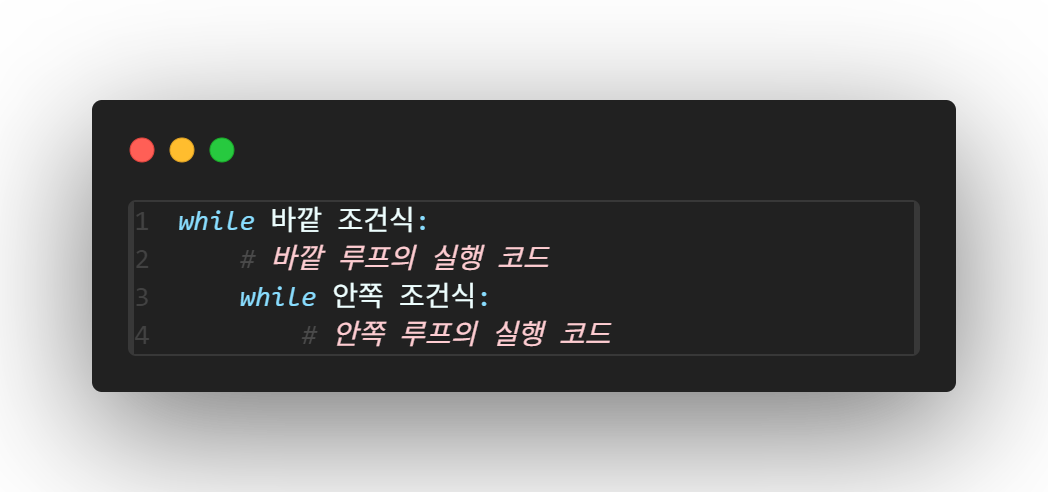 1 while 바깥 조건식:
2     # 바깥 루프의 실행 코드
3     while 안쪽 조건식:
4         # 안쪽 루프의 실행 코드